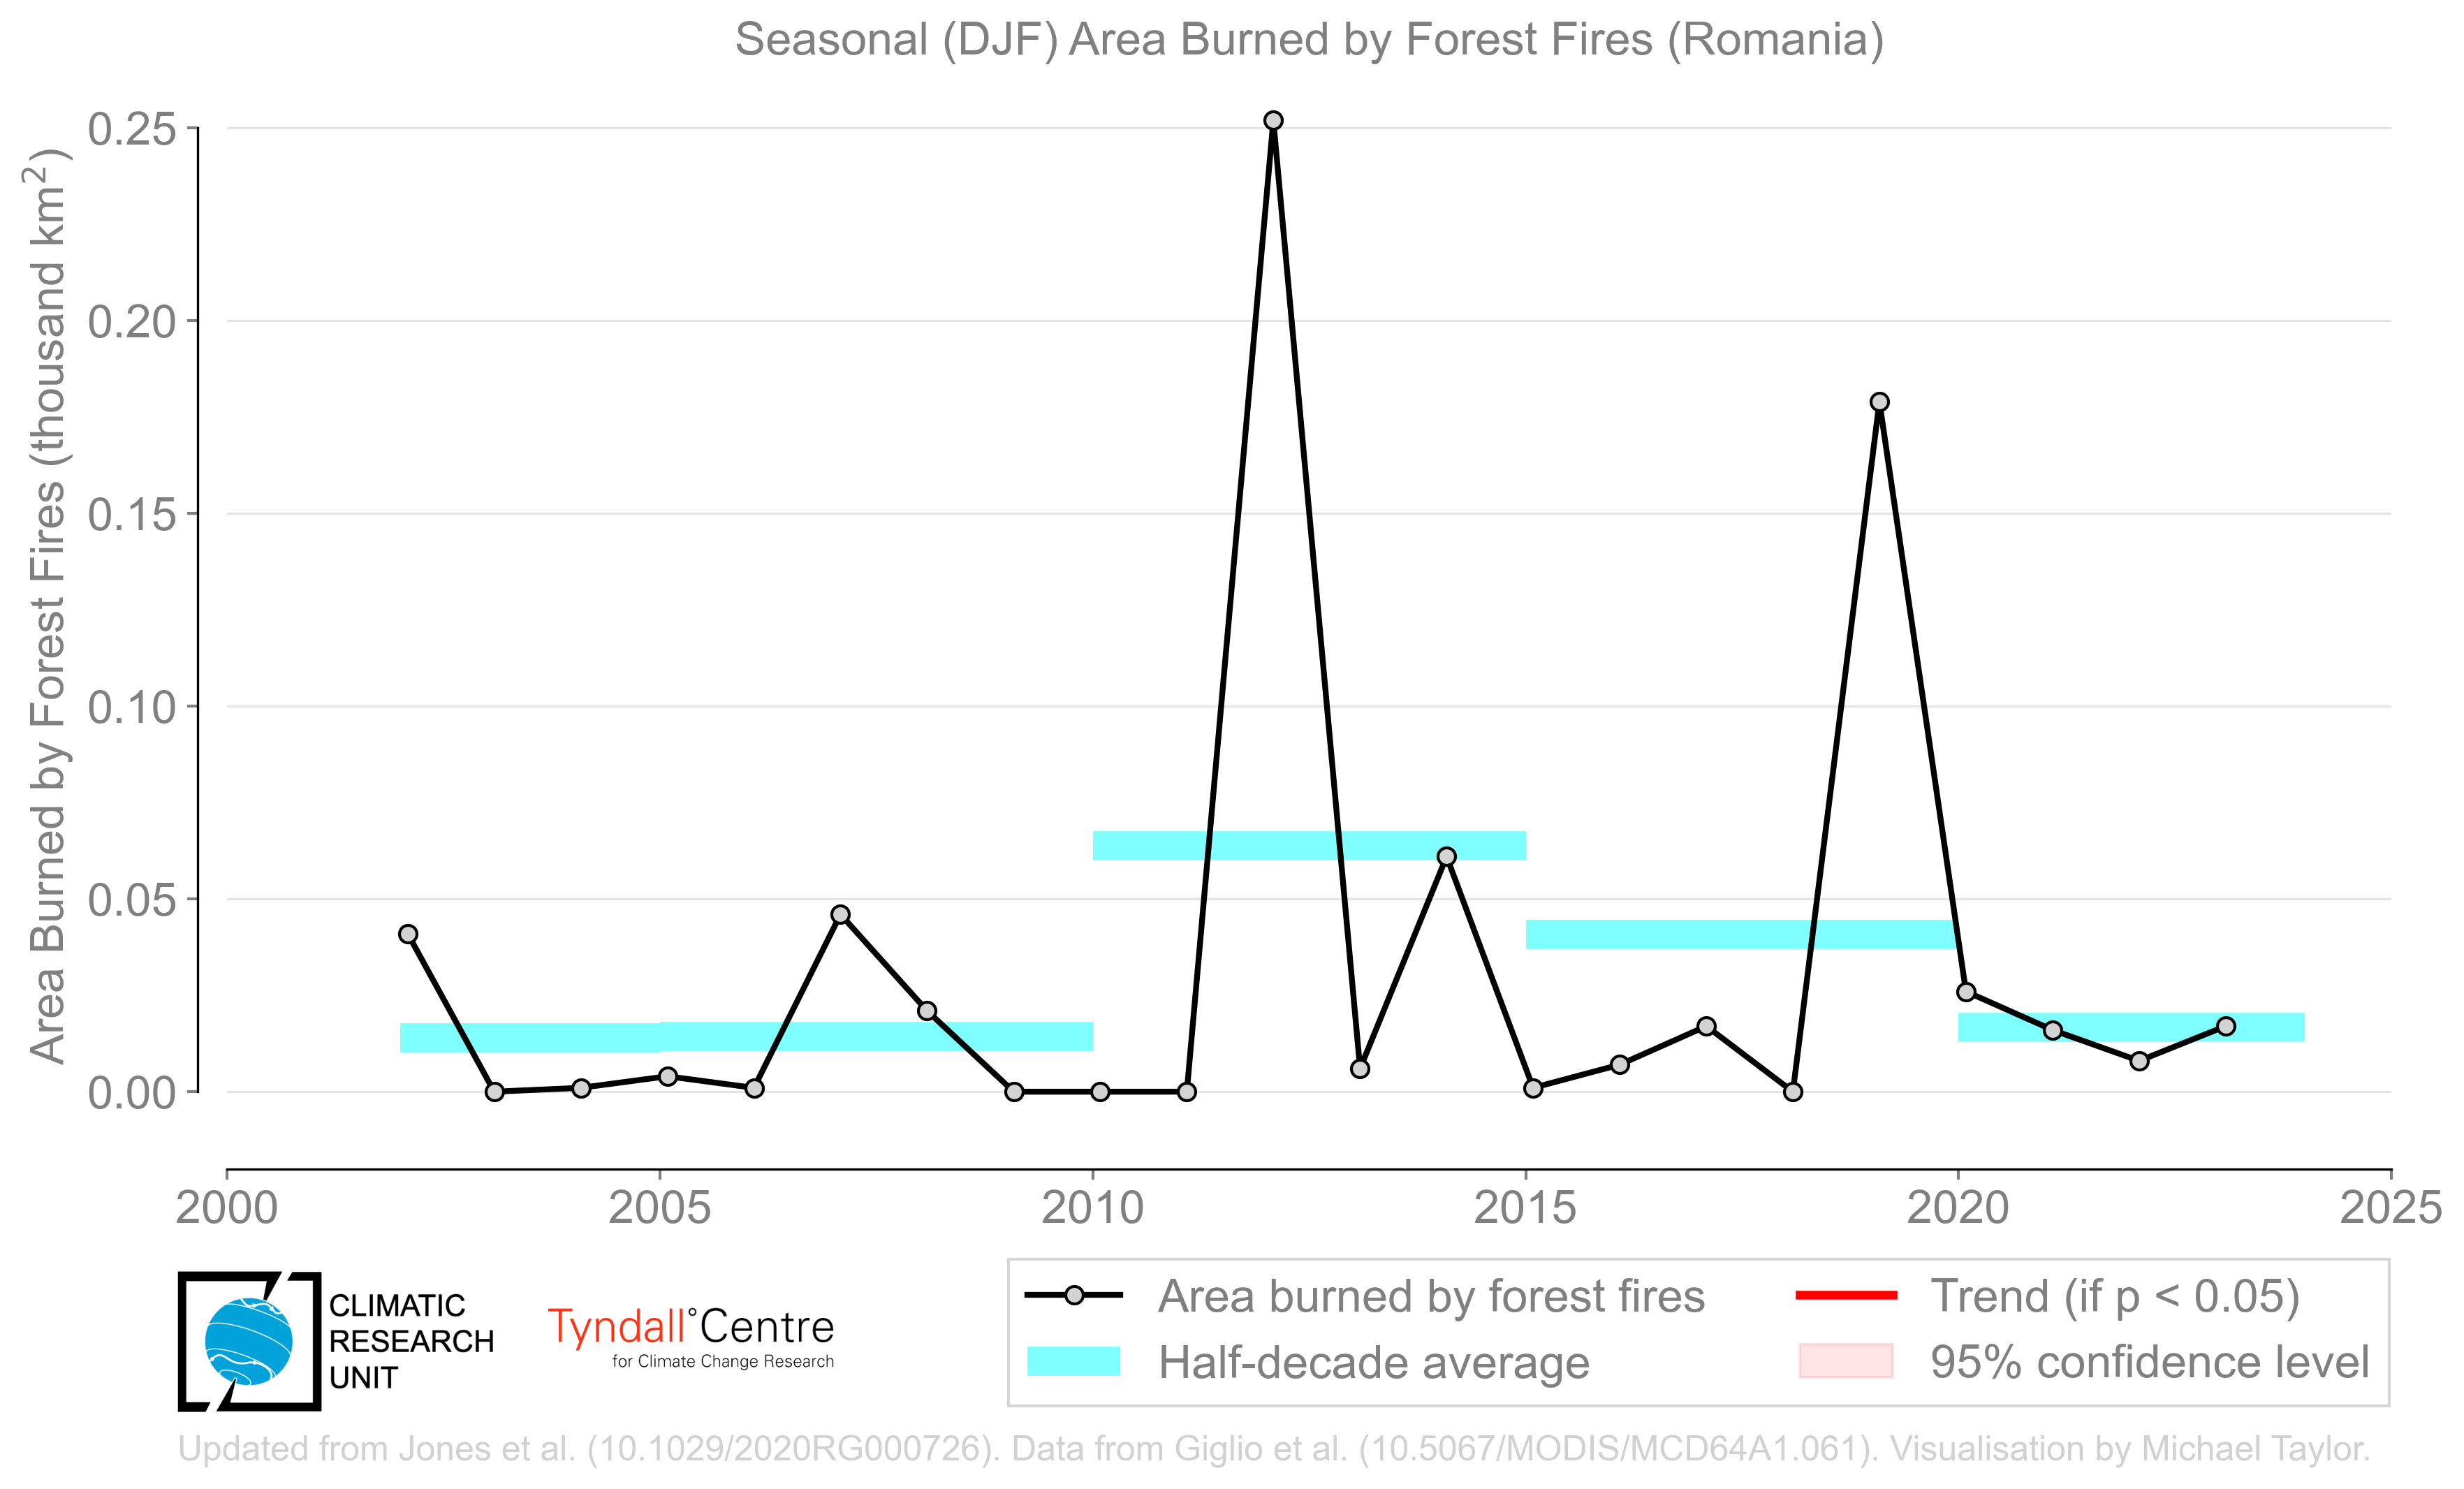 Seasonal (DJF) Area Burned by Forest Fires (Romania)
Area Burned by Forest Fires (thousand km²)
0.25
0.20
0.15
0.10
0.05
0.00
2000 2005 2010 2015 2020 2025
CLIMATIC
RESEARCH
UNIT
Tyndall°Centre
for Climate Change Research
Area burned by forest fires
Half-decade average
Trend (if p < 0.05)
95% confidence level
Updated from Jones et al. (10.1029/2020RG000726). Data from Giglio et al. (10.5067/MODIS/MCD64A1.061). Visualisation by Michael Taylor.